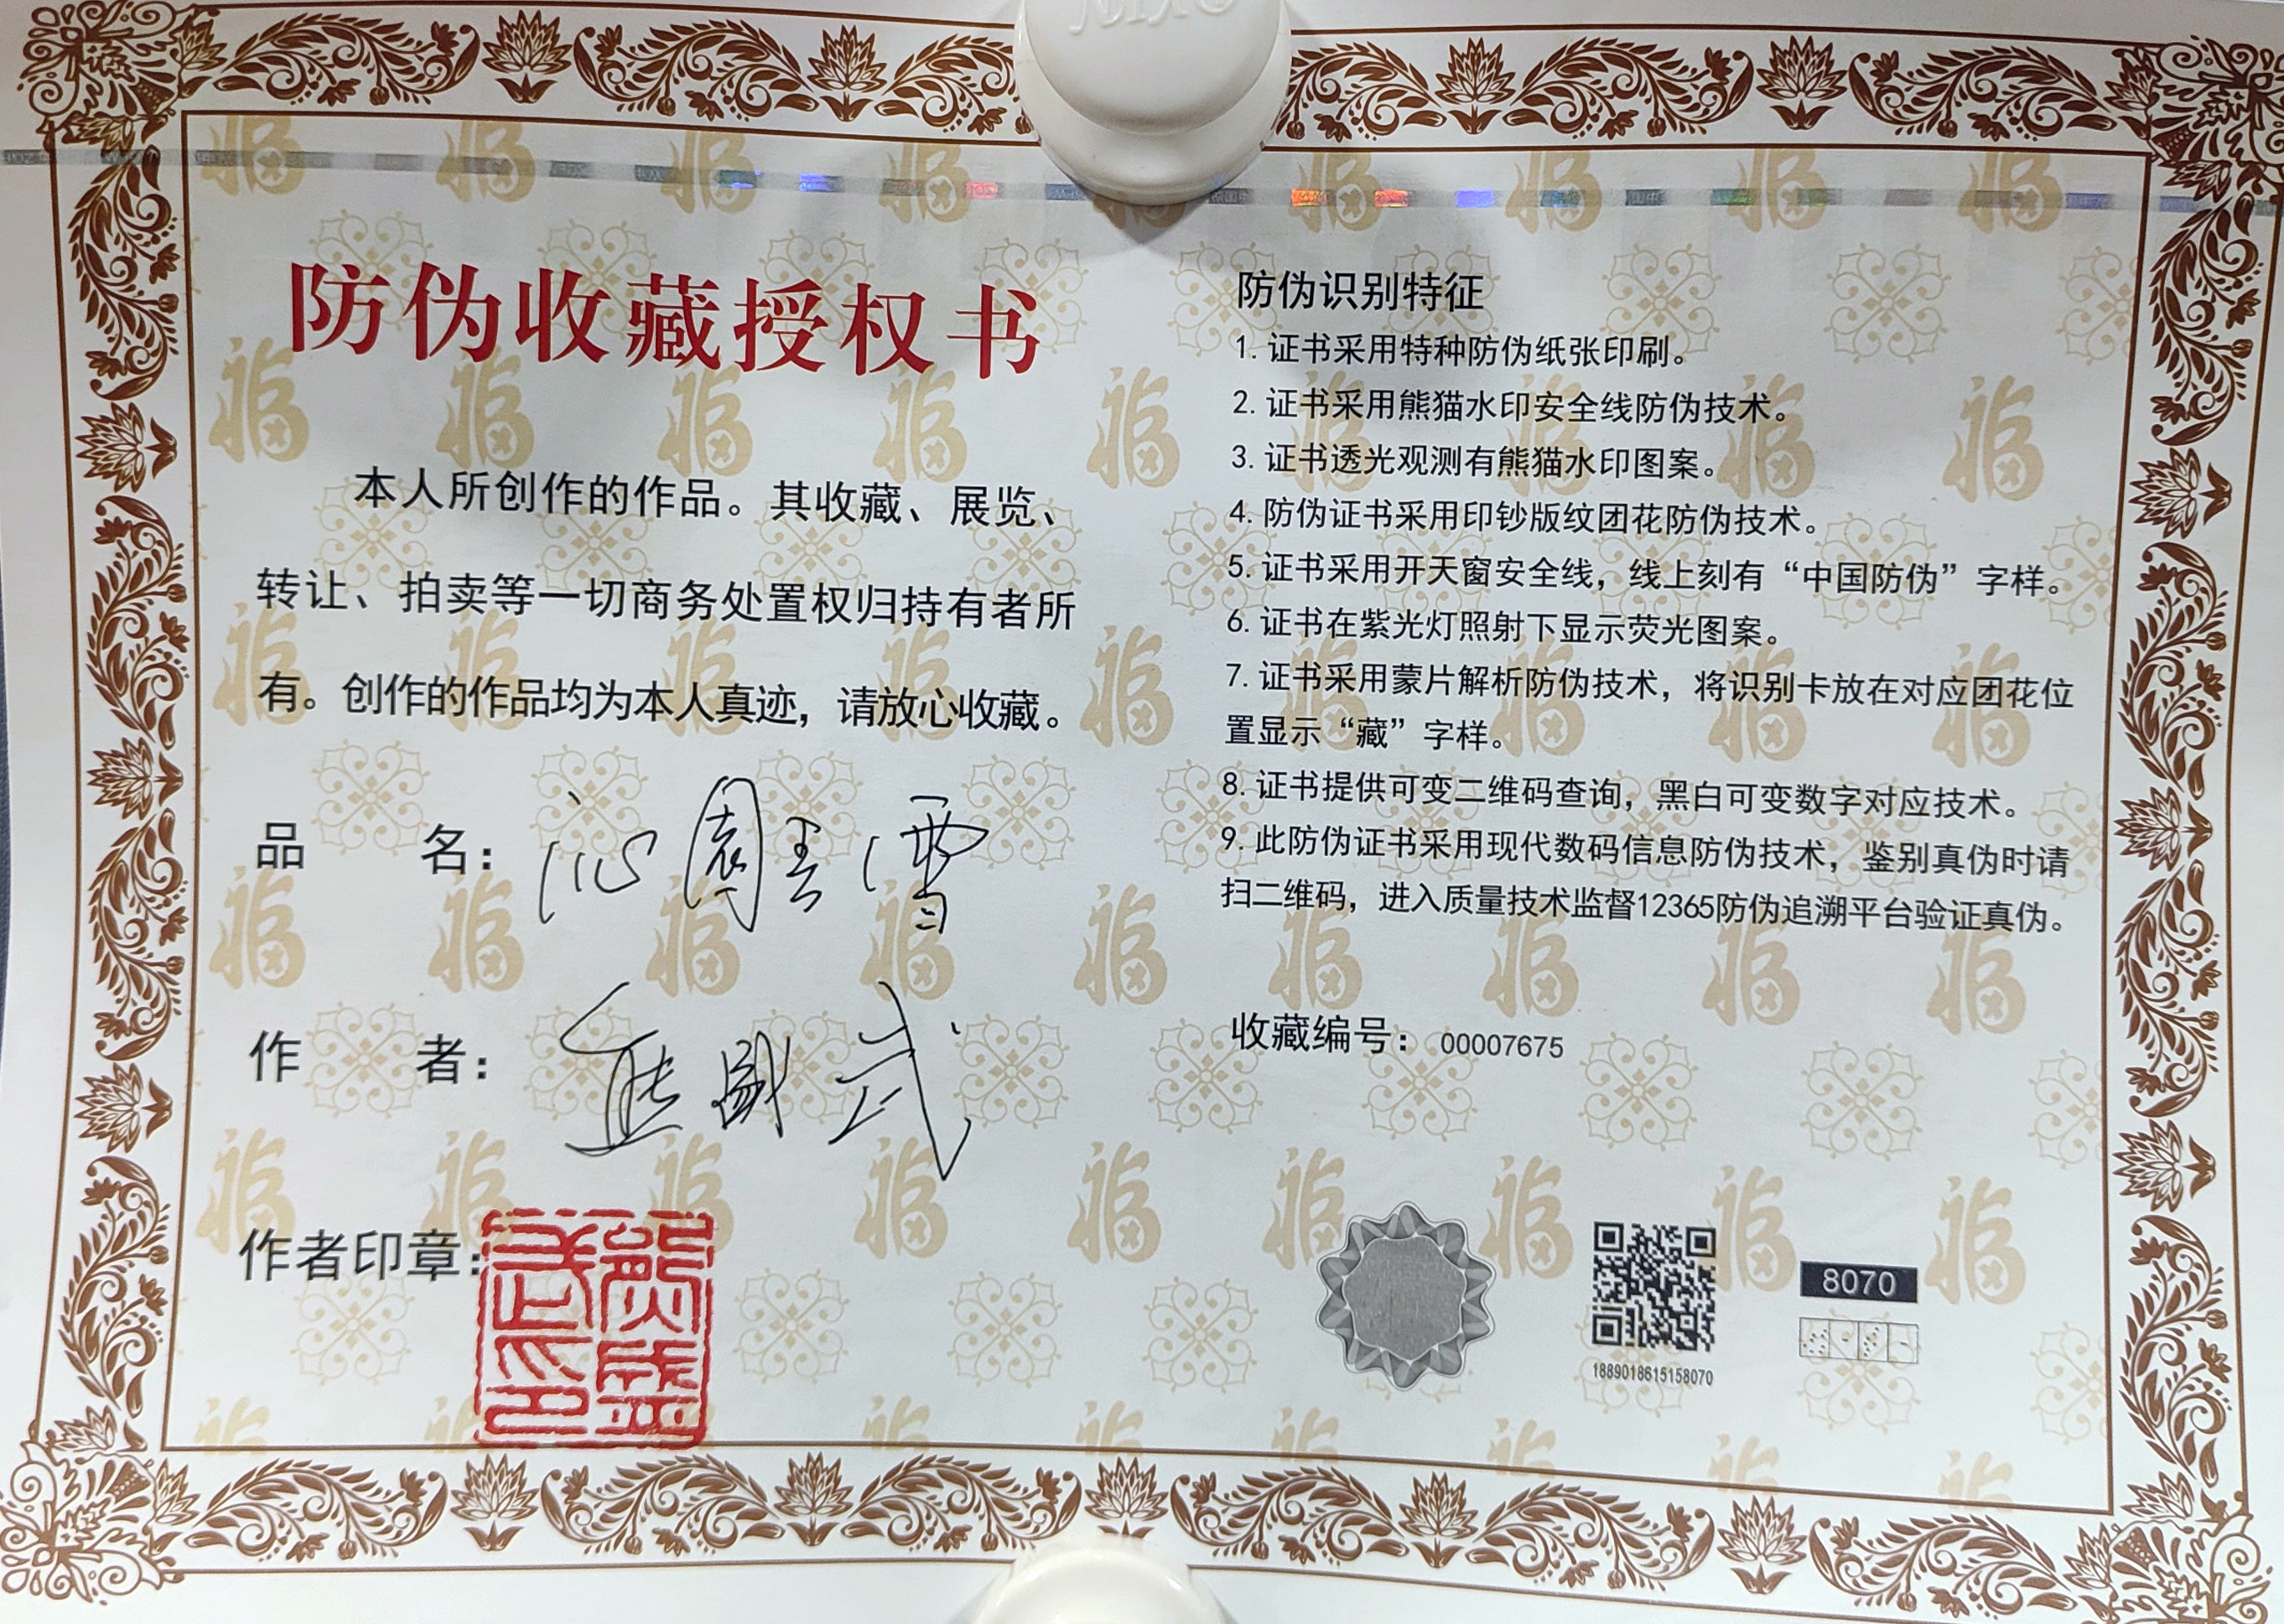 防伪收藏授权书
本人所创作的作品。其收藏、展览、
转让、拍卖等一切商务处置权归持有者所
有。创作的作品均为本人真迹，请放心收藏。
品名：沁園春雪
作者：熊盛武
作者印章：
熊盛武印
防伪识别特征
1. 证书采用特种防伪纸张印刷。
2. 证书采用熊猫水印安全线防伪技术。
3. 证书透光观测有熊猫水印图案。
4. 防伪证书采用印钞版纹团花防伪技术。
5. 证书采用开天窗安全线，线上刻有“中国防伪”字样。
6. 证书在紫光灯照射下显示荧光图案。
7. 证书采用蒙片解析防伪技术，将识别卡放在对应团花位
置显示“藏”字样。
8. 证书提供可变二维码查询，黑白可变数字对应技术。
9. 此防伪证书采用现代数码信息防伪技术，鉴别真伪时请
扫二维码，进入质量技术监督12365防伪追溯平台验证真伪。
收藏编号：00007675
8070
1889018615158070